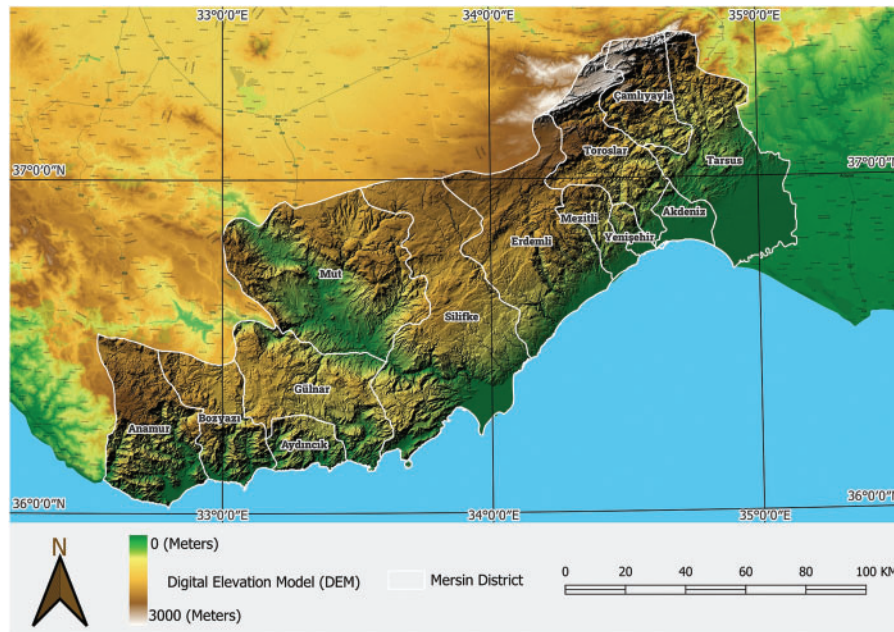 33°0'0"E
34°0'0"E
35°0'0"E
Çamlıyayla
Toroslar
Tarsus
37°0'0"N
37°0'0"N
Mezitli
Akdeniz
Yenişehir
Erdemli
Mut
Silifke
Gülnar
Bozyazı
Anamur
Aydıncık
36°0'0"N
36°0'0"N
33°0'0"E
34°0'0"E
35°0'0"E
N
0 (Meters)
Digital Elevation Model (DEM)
Mersin District
3000 (Meters)
0 20 40 60 80 100 KM